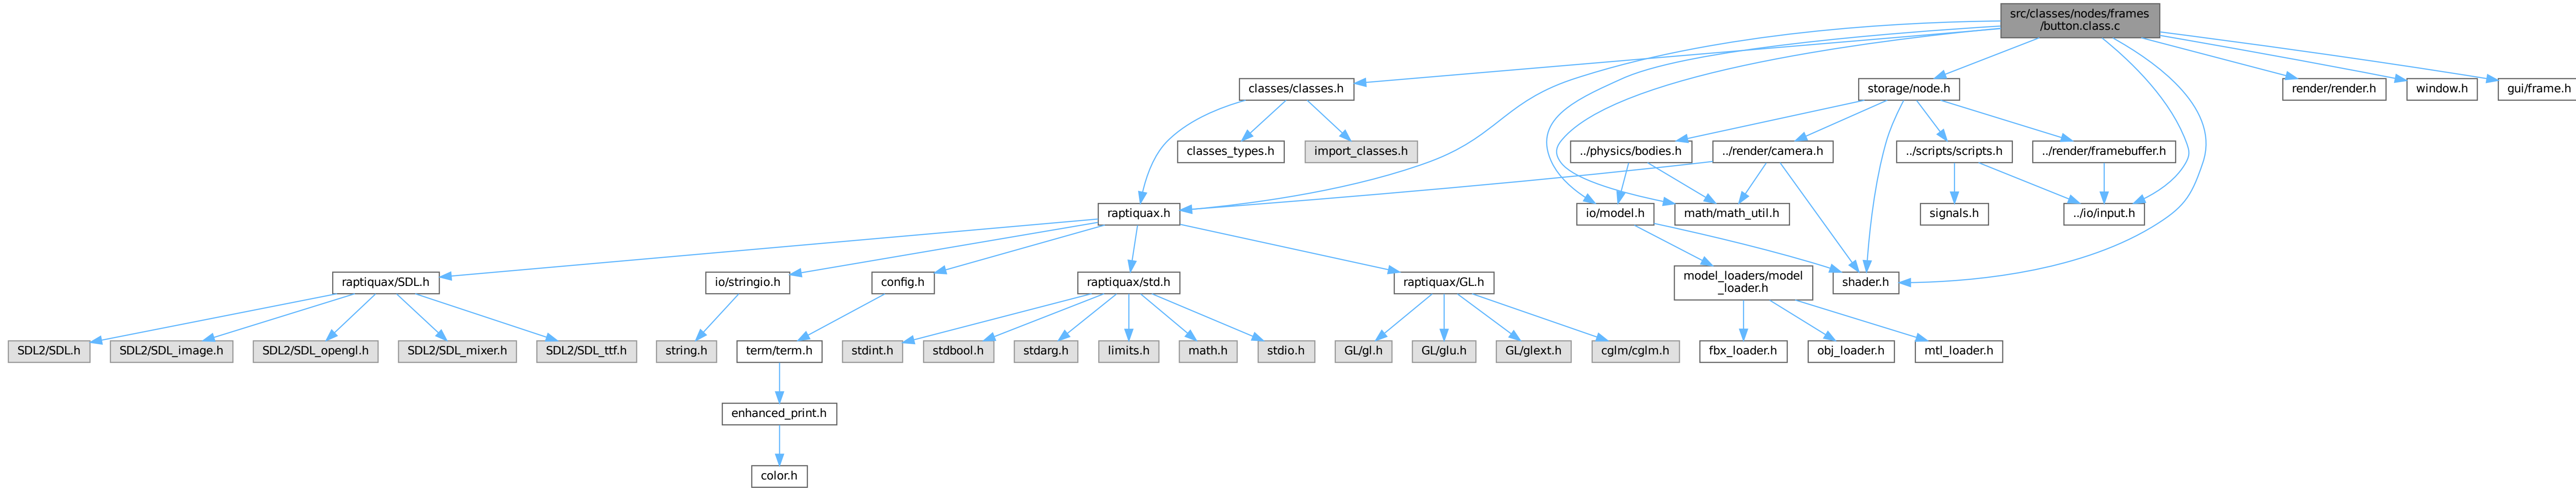 src/classes/nodes/frames
/button.class.c
classes/classes.h
storage/node.h
render/render.h
window.h
gui/frame.h
classes_types.h
import_classes.h
../physics/bodies.h
../render/camera.h
../scripts/scripts.h
../render/framebuffer.h
raptiquax.h
io/model.h
math/math_util.h
signals.h
../io/input.h
raptiquax/SDL.h
io/stringio.h
config.h
raptiquax/std.h
raptiquax/GL.h
model_loaders/model
_loader.h
shader.h
SDL2/SDL.h
SDL2/SDL_image.h
SDL2/SDL_opengl.h
SDL2/SDL_mixer.h
SDL2/SDL_ttf.h
string.h
term/term.h
stdint.h
stdbool.h
stdarg.h
limits.h
math.h
stdio.h
GL/gl.h
GL/glu.h
GL/glext.h
cglm/cglm.h
fbx_loader.h
obj_loader.h
mtl_loader.h
enhanced_print.h
color.h